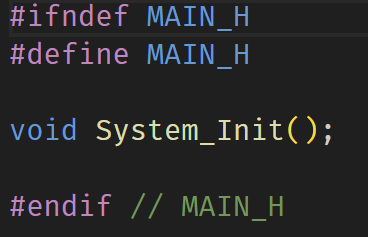 #ifndef MAIN_H
#define MAIN_H
void System_Init();
#endif // MAIN_H